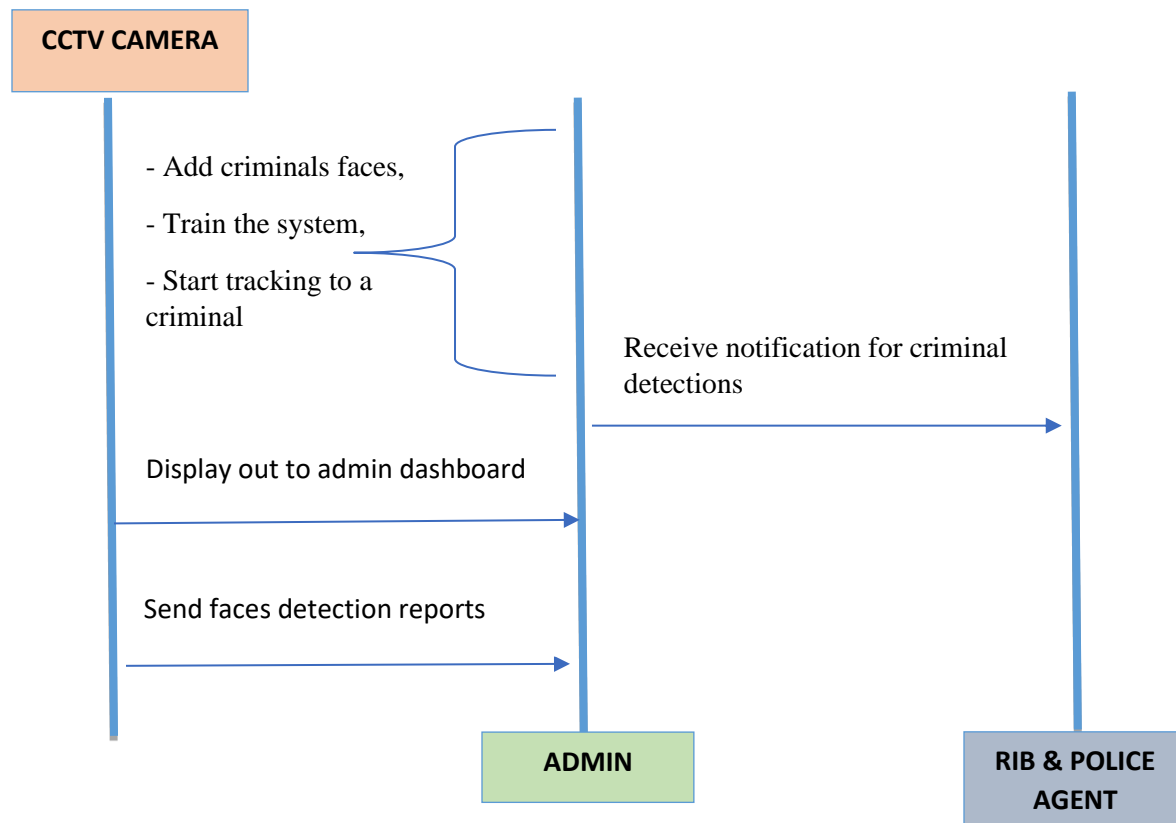 CCTV CAMERA
- Add criminals faces,
- Train the system,
- Start tracking to a
criminal
Receive notification for criminal
detections
Display out to admin dashboard
Send faces detection reports
ADMIN
RIB & POLICE
AGENT